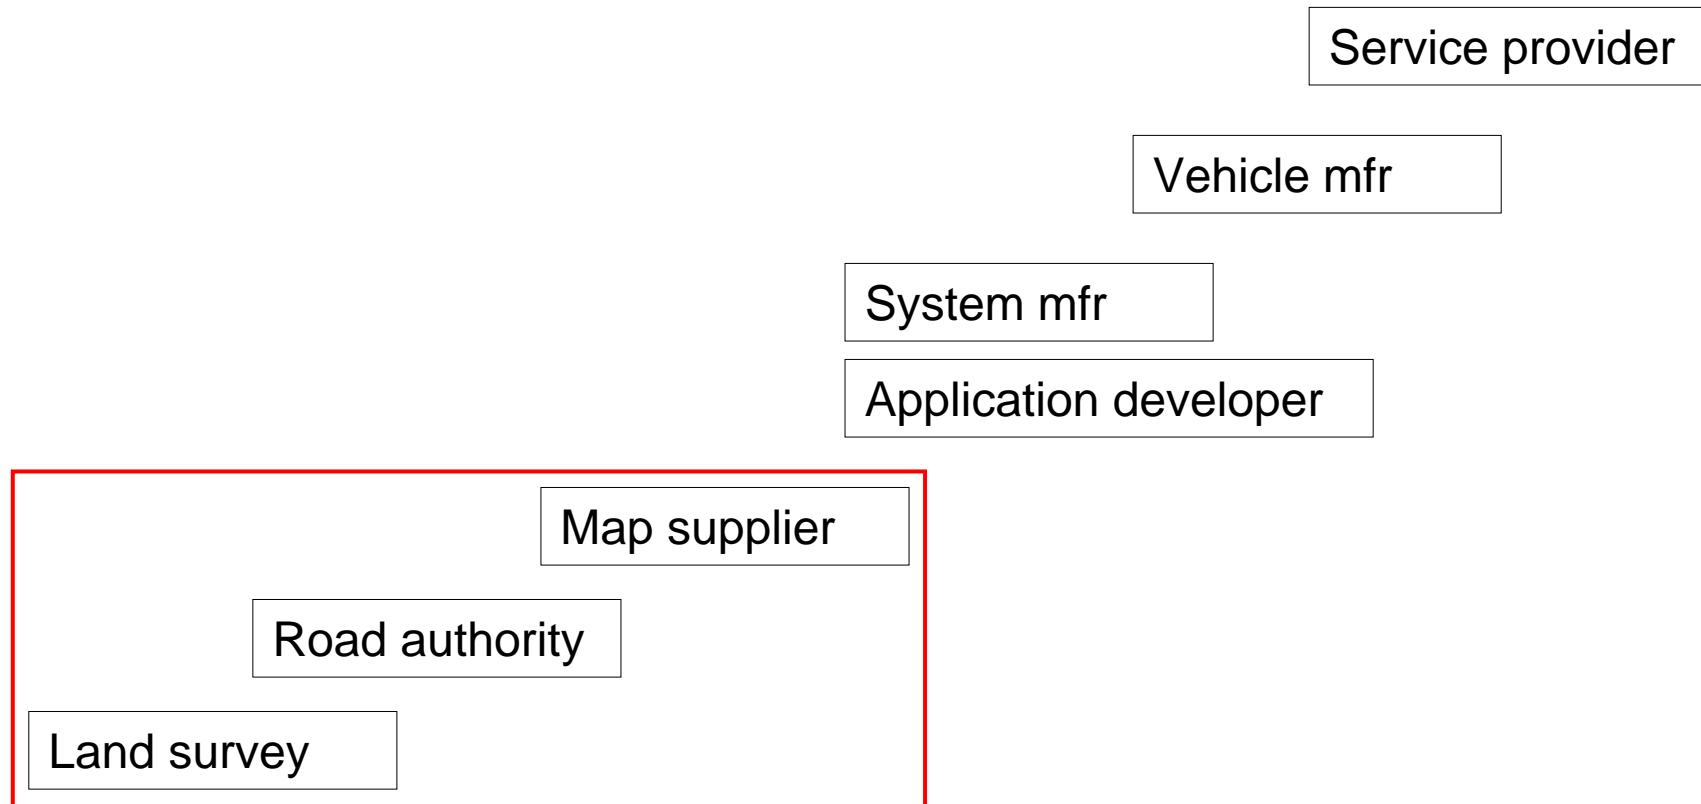 Service provider
Vehicle mfr
System mfr
Application developer
Map supplier
Road authority
Land survey